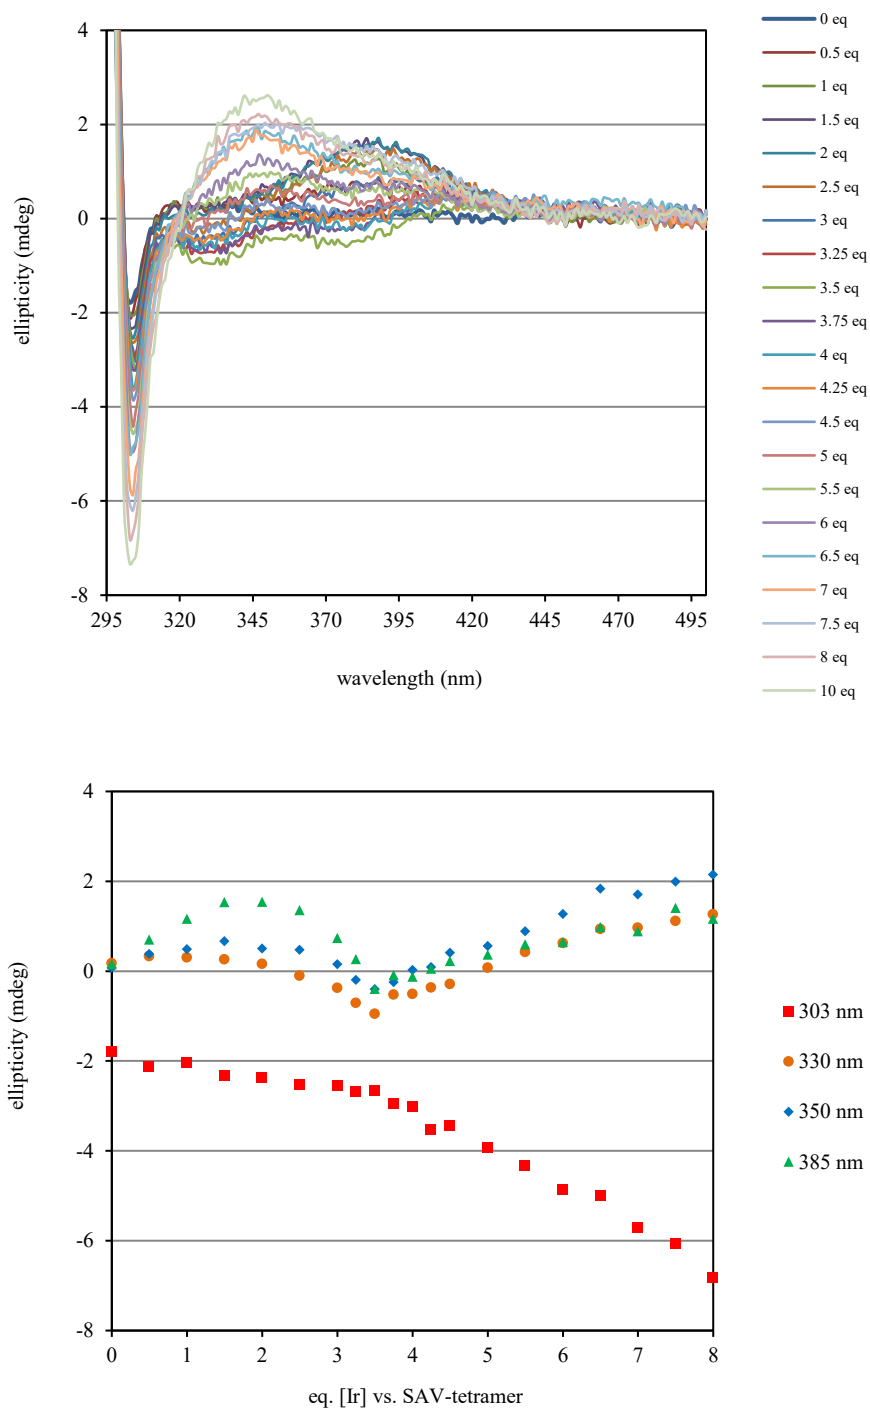 4
2
0
-2
-4
-6
-8
295 320 345 370 395 420 445 470 495
ellipticity (mdeg)
wavelength (nm)
0 eq
0.5 eq
1 eq
1.5 eq
2 eq
2.5 eq
3 eq
3.25 eq
3.5 eq
3.75 eq
4 eq
4.25 eq
4.5 eq
5 eq
5.5 eq
6 eq
6.5 eq
7 eq
7.5 eq
8 eq
10 eq
4
2
0
-2
-4
-6
-8
0 1 2 3 4 5 6 7 8
ellipticity (mdeg)
eq. [Ir] vs. SAV-tetramer
303 nm
330 nm
350 nm
385 nm